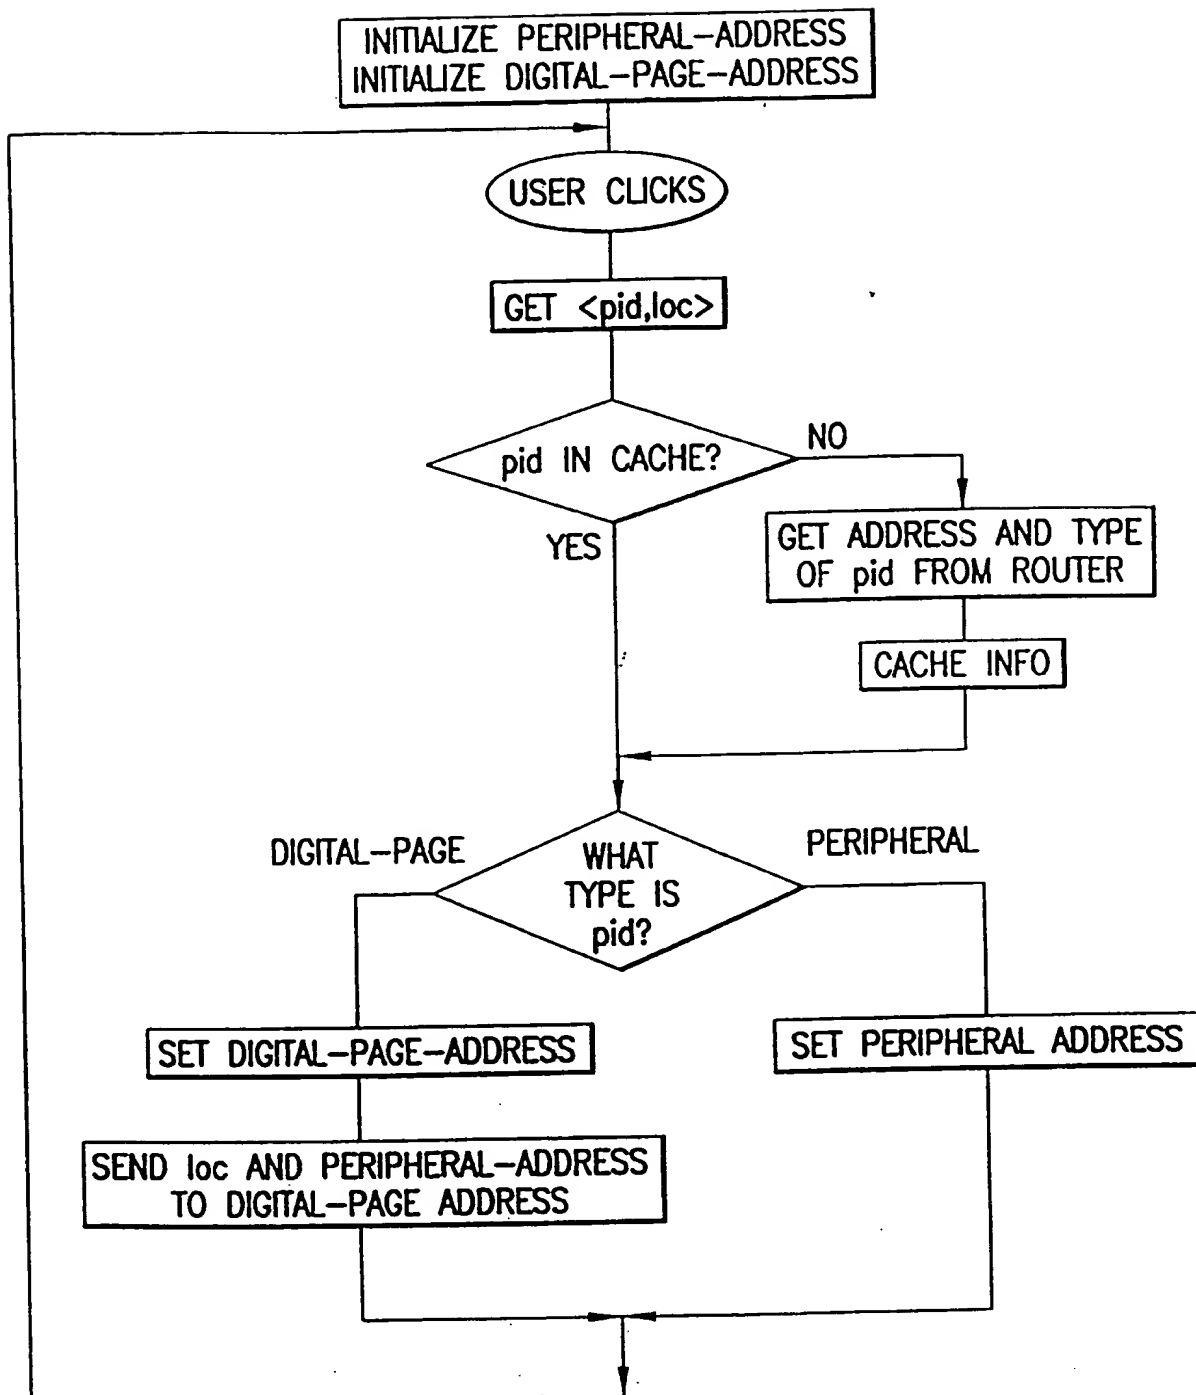 INITIALIZE PERIPHERAL-ADDRESS
INITIALIZE DIGITAL-PAGE-ADDRESS
USER CLICKS
GET <pid,loc>
pid IN CACHE?
NO
YES
GET ADDRESS AND TYPE
OF pid FROM ROUTER
CACHE INFO
DIGITAL-PAGE
WHAT
TYPE IS
pid?
PERIPHERAL
SET DIGITAL-PAGE-ADDRESS
SET PERIPHERAL ADDRESS
SEND loc AND PERIPHERAL-ADDRESS
TO DIGITAL-PAGE ADDRESS